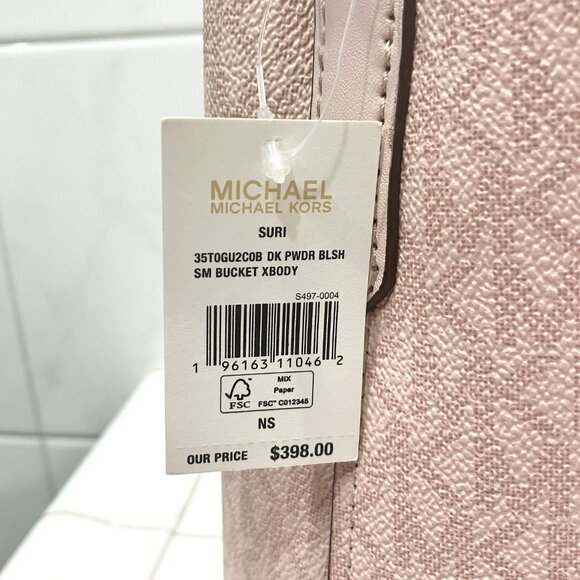 MICHAEL
MICHAEL KORS
SURI
35T0GU2C0B DK PWDR BLSH
SM BUCKET XBODY
S497-0004
1 96163 11046 2
FSC
MIX
Paper
FSC™ C012345
NS
OUR PRICE $398.00